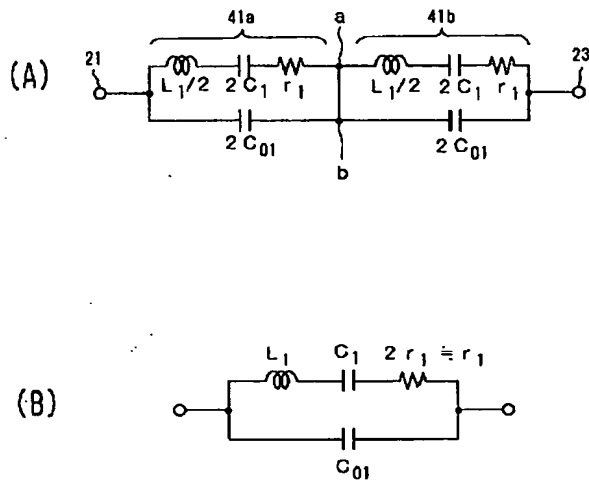 41a a 41b
(A) 21 23
L₁/2 2C₁ r₁ L₁/2 2C₁ r₁
2C₀₁ 2C₀₁
b
L₁ C₁ 2r₁ ≒ r₁
(B)
C₀₁